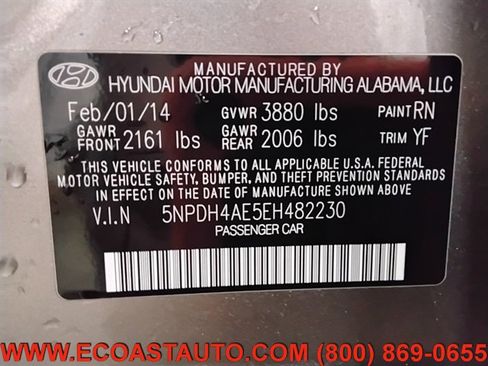 MANUFACTURED BY
HYUNDAI MOTOR MANUFACTURING ALABAMA, LLC
Feb/01/14 GVWR 3880 lbs PAINT RN
GAWR FRONT 2161 lbs GAWR REAR 2006 lbs TRIM YF
THIS VEHICLE CONFORMS TO ALL APPLICABLE U.S.A. FEDERAL
MOTOR VEHICLE SAFETY, BUMPER, AND THEFT PREVENTION STANDARDS
IN EFFECT ON THE DATE OF MANUFACTURE SHOWN ABOVE.
V.I.N 5NPDH4AE5EH482230
PASSENGER CAR
WWW.ECOASTAUTO.COM (800) 869-0655